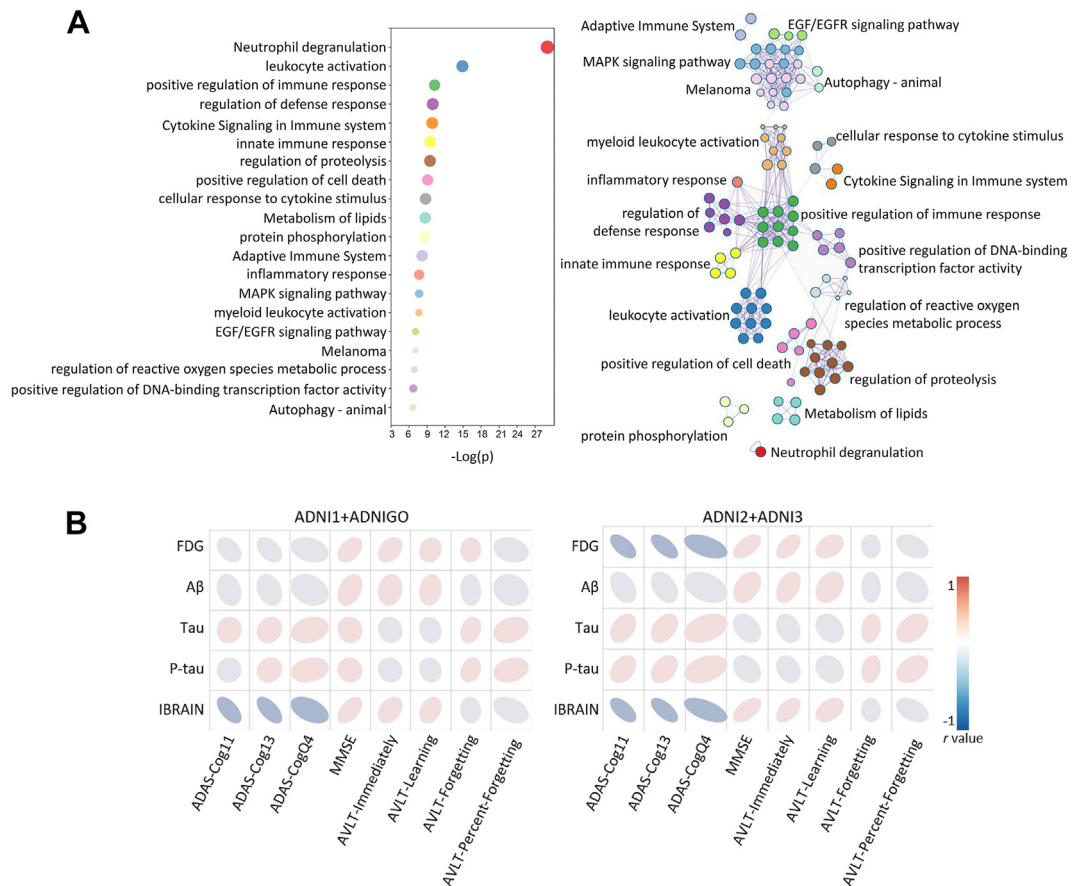 A
Neutrophil degranulation
leukocyte activation
positive regulation of immune response
regulation of defense response
Cytokine Signaling in Immune system
innate immune response
regulation of proteolysis
positive regulation of cell death
cellular response to cytokine stimulus
Metabolism of lipids
protein phosphorylation
Adaptive Immune System
inflammatory response
MAPK signaling pathway
myeloid leukocyte activation
EGF/EGFR signaling pathway
Melanoma
regulation of reactive oxygen species metabolic process
positive regulation of DNA-binding transcription factor activity
Autophagy - animal
3 6 9 12 15 18 21 24 27
-Log(p)
Adaptive Immune System
EGF/EGFR signaling pathway
MAPK signaling pathway
Melanoma
Autophagy - animal
myeloid leukocyte activation
cellular response to cytokine stimulus
inflammatory response
Cytokine Signaling in Immune system
regulation of
defense response
positive regulation of immune response
innate immune response
positive regulation of DNA-binding
transcription factor activity
leukocyte activation
regulation of reactive oxygen
species metabolic process
positive regulation of cell death
regulation of proteolysis
Metabolism of lipids
protein phosphorylation
Neutrophil degranulation
B
ADNI1+ADNIGO
FDG
Aβ
Tau
P-tau
IBRAIN
ADAS-Cog11
ADAS-Cog13
ADAS-CogQ4
MMSE
AVLT-Immediately
AVLT-Learning
AVLT-Forgetting
AVLT-Percent-Forgetting
ADNI2+ADNI3
FDG
Aβ
Tau
P-tau
IBRAIN
ADAS-Cog11
ADAS-Cog13
ADAS-CogQ4
MMSE
AVLT-Immediately
AVLT-Learning
AVLT-Forgetting
AVLT-Percent-Forgetting
1
-1
r value